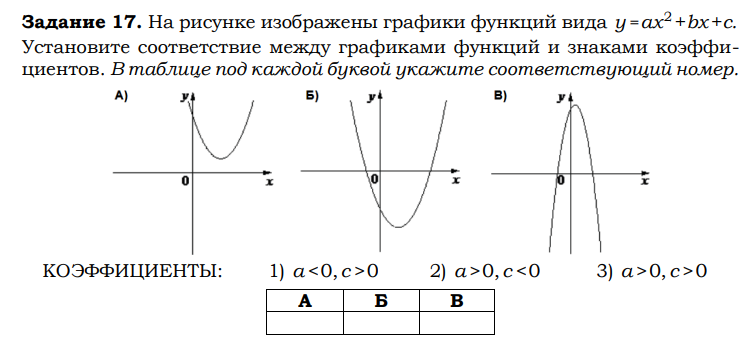 Задание 17. На рисунке изображены графики функций вида y=ax²+bx+c.
Установите соответствие между графиками функций и знаками коэффи-
циентов. В таблице под каждой буквой укажите соответствующий номер.
А) y Б) y В) y
0 x 0 x 0 x
КОЭФФИЦИЕНТЫ: 1) a<0, c>0 2) a>0, c<0 3) a>0, c>0
А Б В